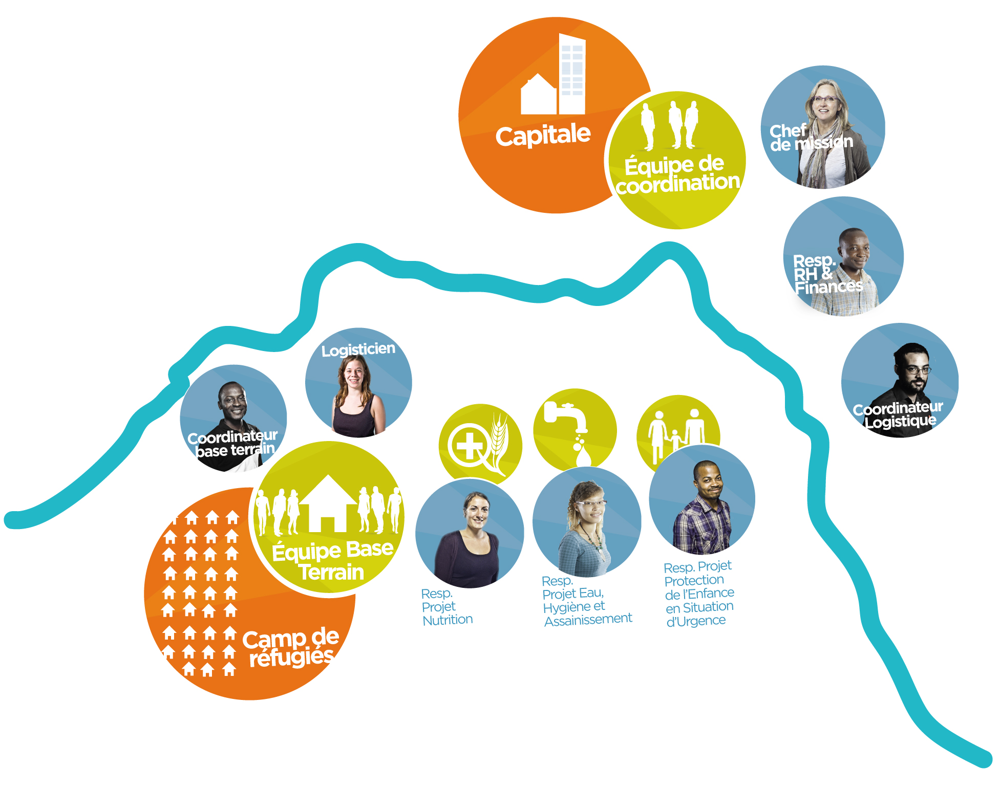 Capitale
Équipe de
coordination
Chef
de mission
Resp.
RH &
Finances
Coordinateur
Logistique
Logisticien
Coordinateur
base terrain
Équipe Base
Terrain
Camp de
réfugiés
Resp.
Projet
Nutrition
Resp.
Projet Eau,
Hygiène et
Assainissement
Resp. Projet
Protection
de l'Enfance
en Situation
d'Urgence